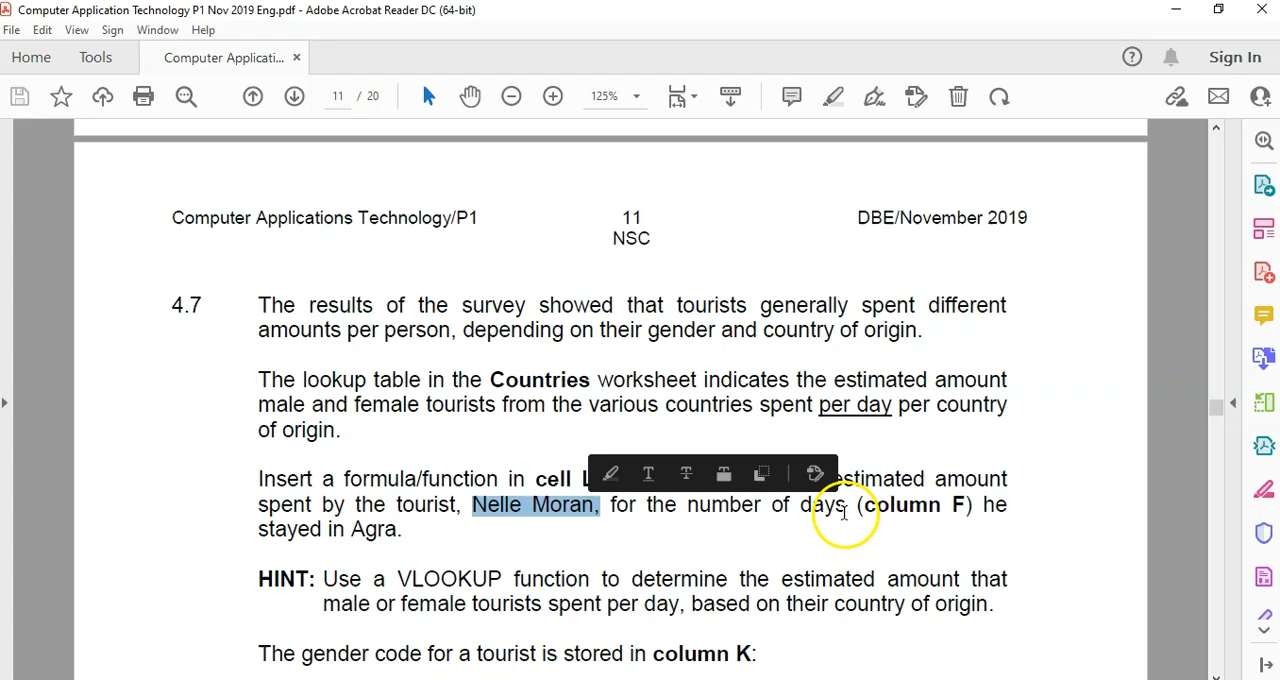 Computer Application Technology P1 Nov 2019 Eng.pdf - Adobe Acrobat Reader DC (64-bit)
File Edit View Sign Window Help
Home Tools Computer Applicati... × Sign In
11 / 20 125%
Computer Applications Technology/P1 11 DBE/November 2019
NSC
4.7 The results of the survey showed that tourists generally spent different
amounts per person, depending on their gender and country of origin.
The lookup table in the Countries worksheet indicates the estimated amount
male and female tourists from the various countries spent per day per country
of origin.
Insert a formula/function in cell estimated amount
spent by the tourist, Nelle Moran, for the number of days (column F) he
stayed in Agra.
HINT: Use a VLOOKUP function to determine the estimated amount that
male or female tourists spent per day, based on their country of origin.
The gender code for a tourist is stored in column K: